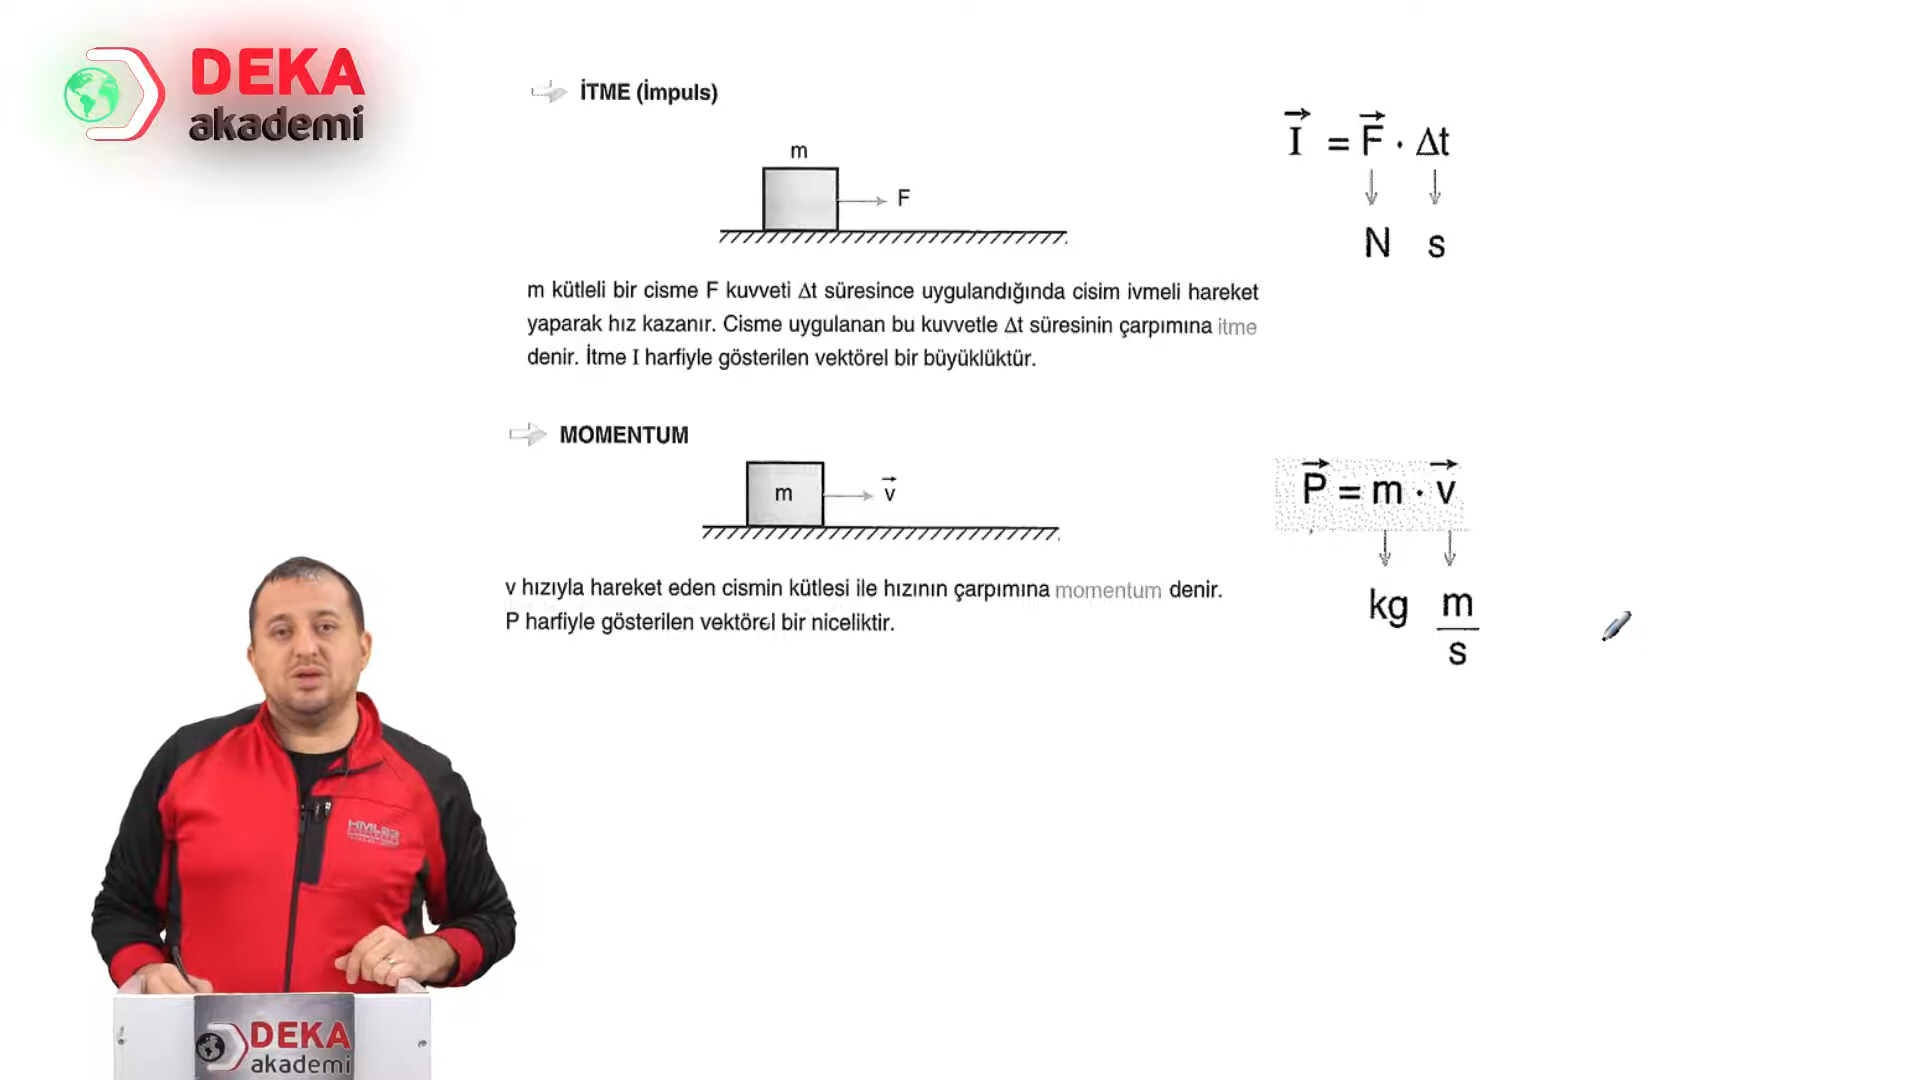 DEKA
akademi
İTME (İmpuls)
m
F
I = F · Δt
N s
m kütleli bir cisme F kuvveti Δt süresince uygulandığında cisim ivmeli hareket
yaparak hız kazanır. Cisme uygulanan bu kuvvetle Δt süresinin çarpımına itme
denir. İtme I harfiyle gösterilen vektörel bir büyüklüktür.
MOMENTUM
m
v
P = m · v
kg m
s
v hızıyla hareket eden cismin kütlesi ile hızının çarpımına momentum denir.
P harfiyle gösterilen vektörel bir niceliktir.
DEKA
akademi